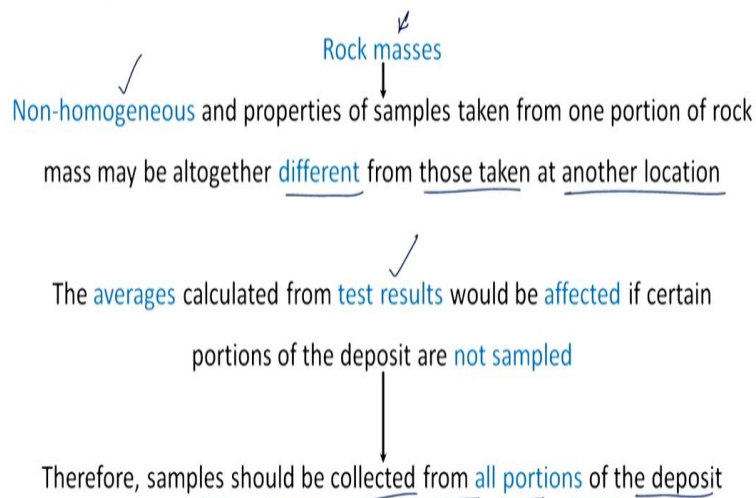 Rock masses
Non-homogeneous and properties of samples taken from one portion of rock
mass may be altogether different from those taken at another location
The averages calculated from test results would be affected if certain
portions of the deposit are not sampled
Therefore, samples should be collected from all portions of the deposit